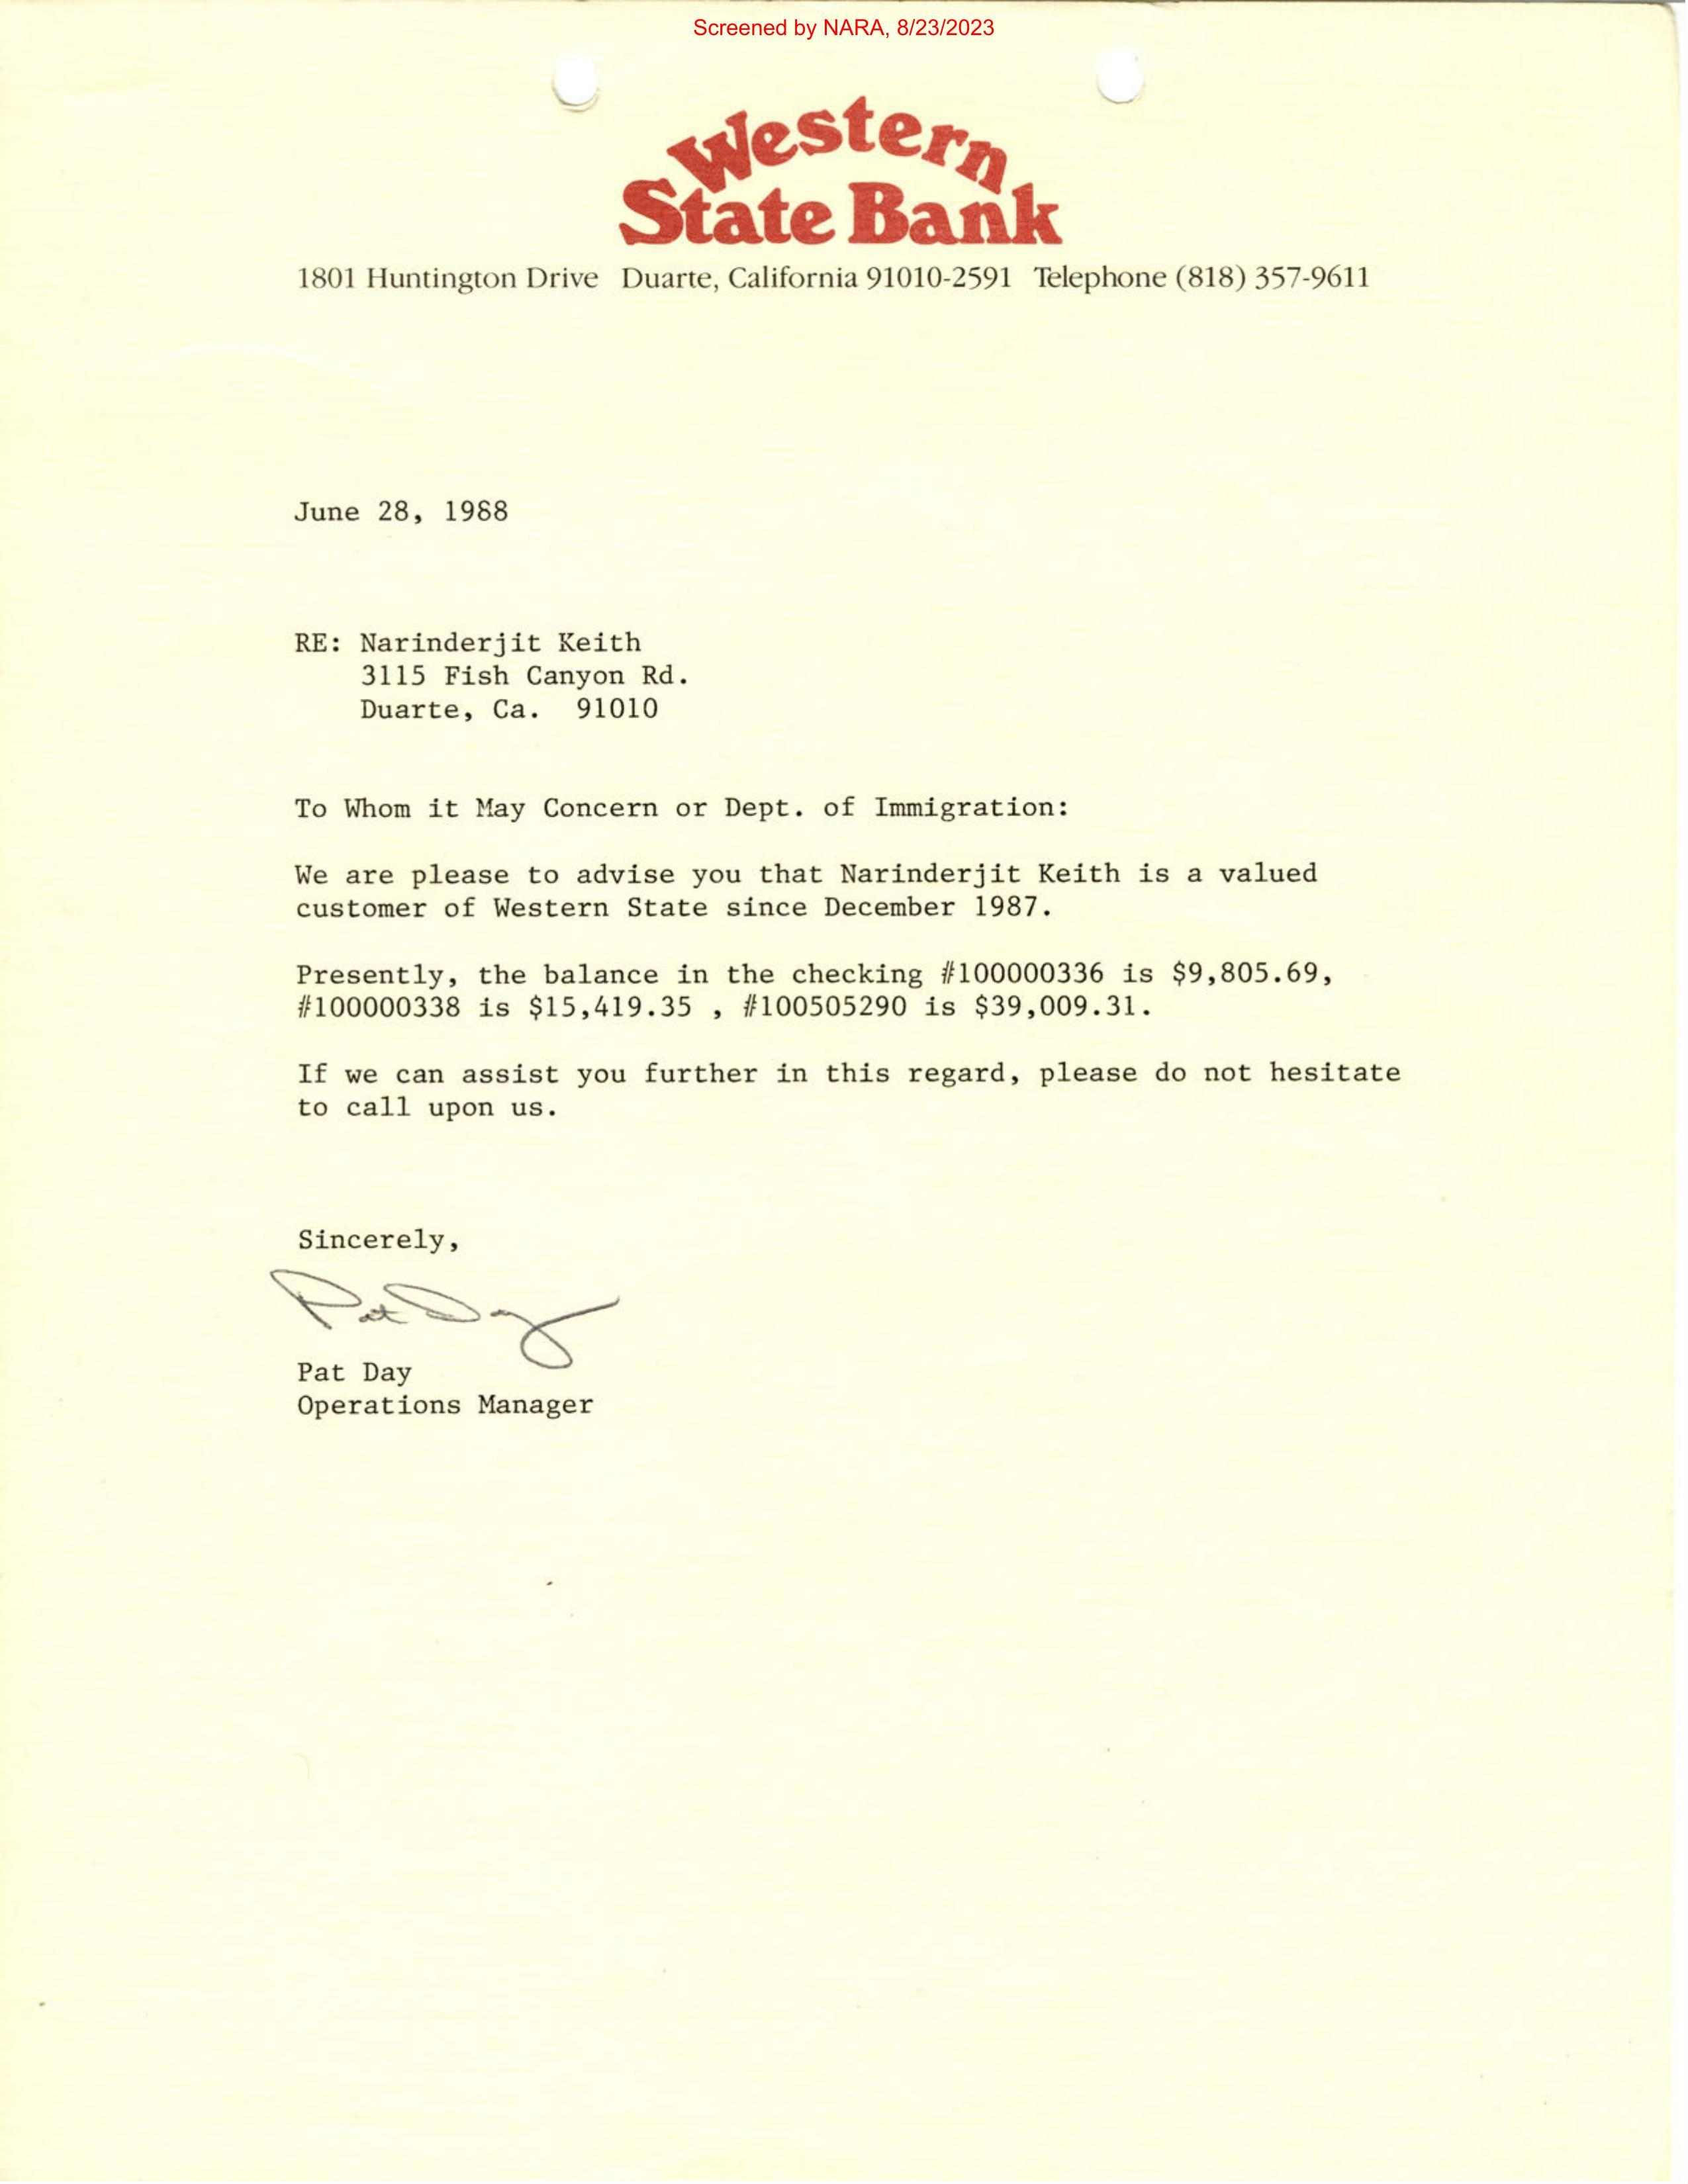 Screened by NARA, 8/23/2023
Western
State Bank
1801 Huntington Drive Duarte, California 91010-2591 Telephone (818) 357-9611
June 28, 1988
RE: Narinderjit Keith
3115 Fish Canyon Rd.
Duarte, Ca. 91010
To Whom it May Concern or Dept. of Immigration:
We are please to advise you that Narinderjit Keith is a valued
customer of Western State since December 1987.
Presently, the balance in the checking #100000336 is $9,805.69,
#100000338 is $15,419.35 , #100505290 is $39,009.31.
If we can assist you further in this regard, please do not hesitate
to call upon us.
Sincerely,
Pat Day
Pat Day
Operations Manager